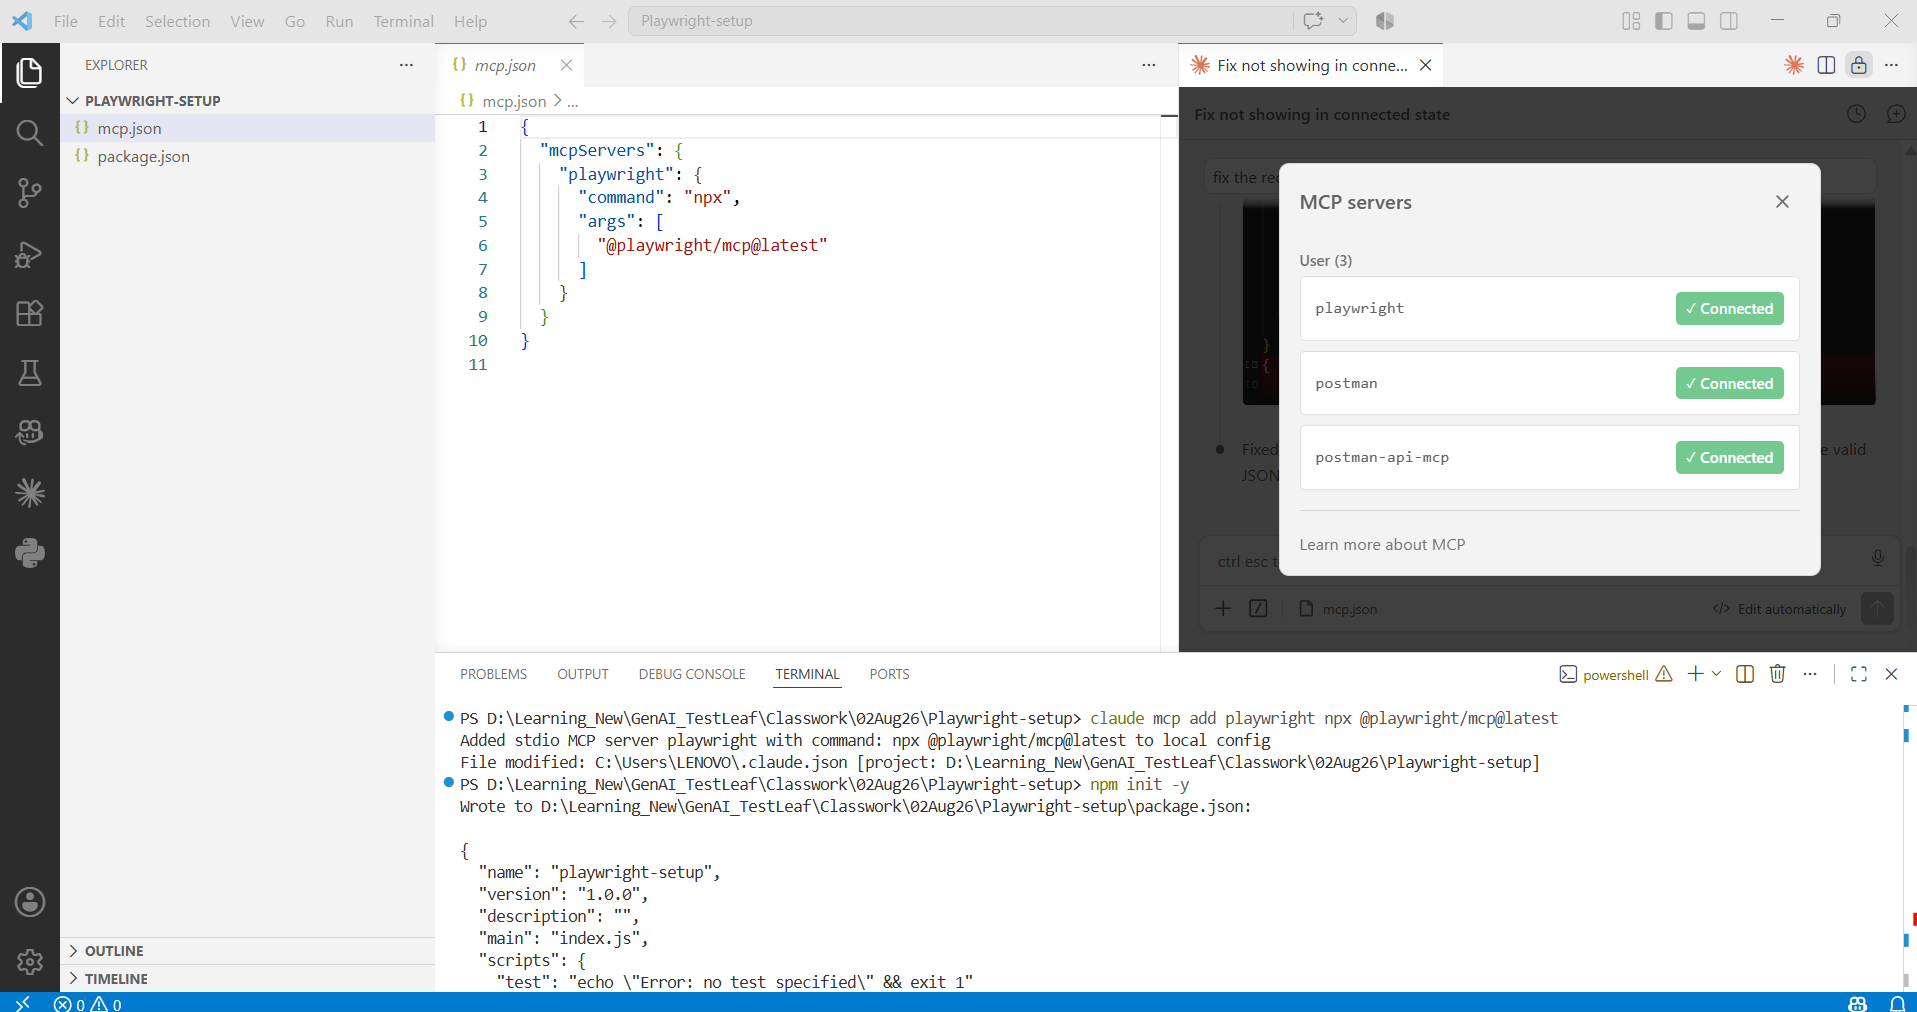 File Edit Selection View Go Run Terminal Help
Playwright-setup
EXPLORER
PLAYWRIGHT-SETUP
{} mcp.json
{} package.json
OUTLINE
TIMELINE
{} mcp.json
{} mcp.json > ...
1 {
2 "mcpServers": {
3 "playwright": {
4 "command": "npx",
5 "args": [
6 "@playwright/mcp@latest"
7 ]
8 }
9 }
10 }
11
Fix not showing in conne...
Fix not showing in connected state
fix the re
}
{
MCP servers
User (3)
playwright ✓ Connected
postman ✓ Connected
postman-api-mcp ✓ Connected
Learn more about MCP
Fixed
e valid
JSON
ctrl esc t
mcp.json
</> Edit automatically
PROBLEMS OUTPUT DEBUG CONSOLE TERMINAL PORTS
powershell
PS D:\Learning_New\GenAI_TestLeaf\Classwork\02Aug26\Playwright-setup> claude mcp add playwright npx @playwright/mcp@latest
Added stdio MCP server playwright with command: npx @playwright/mcp@latest to local config
File modified: C:\Users\LENOVO\.claude.json [project: D:\Learning_New\GenAI_TestLeaf\Classwork\02Aug26\Playwright-setup]
PS D:\Learning_New\GenAI_TestLeaf\Classwork\02Aug26\Playwright-setup> npm init -y
Wrote to D:\Learning_New\GenAI_TestLeaf\Classwork\02Aug26\Playwright-setup\package.json:
{
"name": "playwright-setup",
"version": "1.0.0",
"description": "",
"main": "index.js",
"scripts": {
"test": "echo \"Error: no test specified\" && exit 1"
0 0